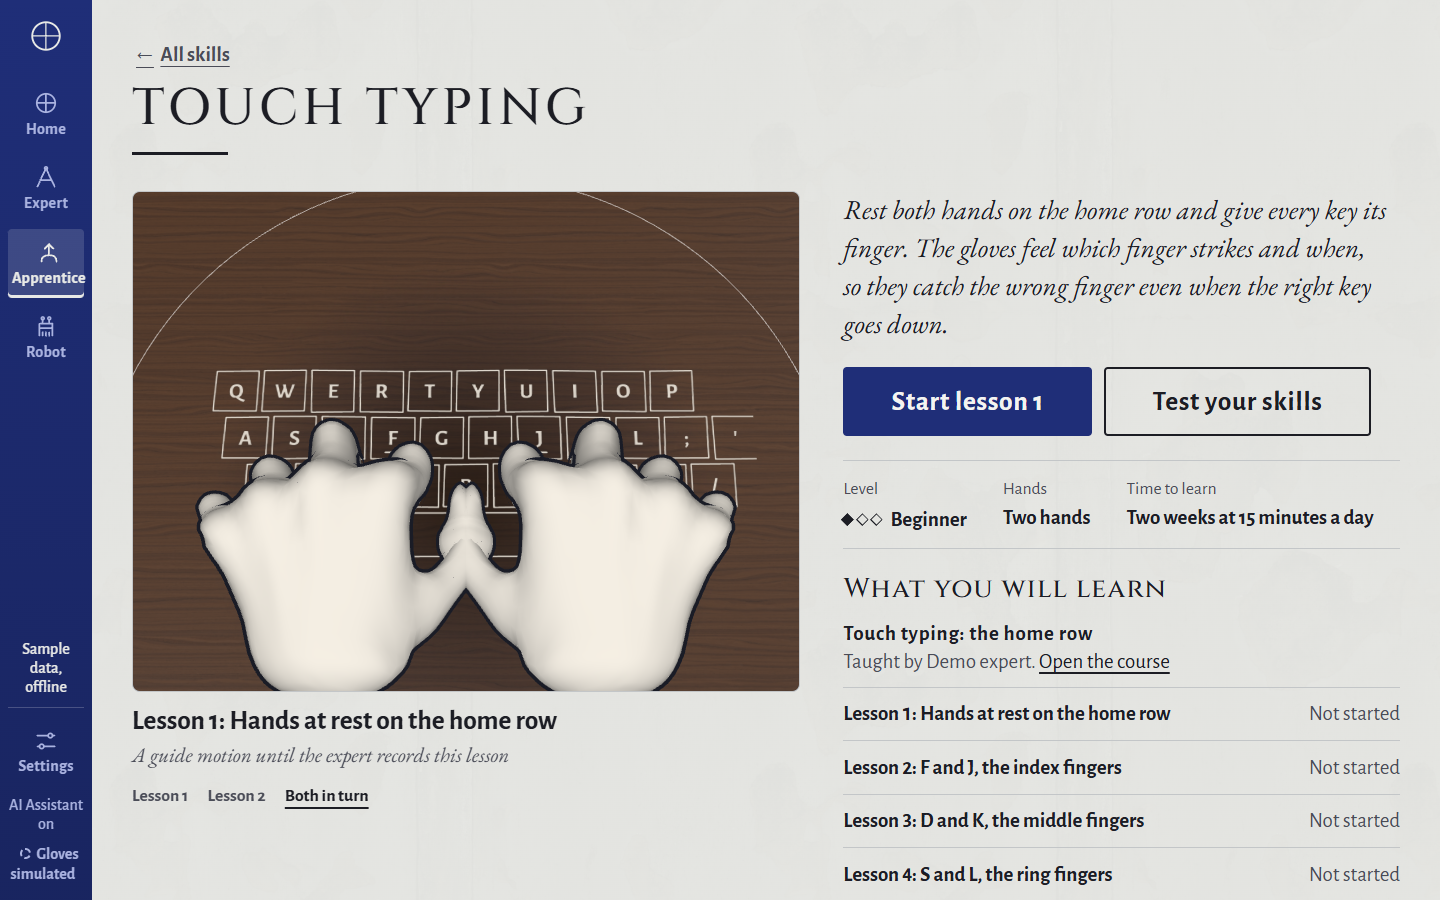 ← All skills
TOUCH TYPING
Home
Expert
Apprentice
Robot
Sample
data,
offline
Settings
AI Assistant
on
Gloves
simulated
Q W E R T Y U I O P
A S F G H J L ; '
/
Lesson 1: Hands at rest on the home row
A guide motion until the expert records this lesson
Lesson 1 Lesson 2 Both in turn
Rest both hands on the home row and give every key its
finger. The gloves feel which finger strikes and when,
so they catch the wrong finger even when the right key
goes down.
Start lesson 1 Test your skills
Level Hands Time to learn
Beginner Two hands Two weeks at 15 minutes a day
WHAT YOU WILL LEARN
Touch typing: the home row
Taught by Demo expert. Open the course
Lesson 1: Hands at rest on the home row Not started
Lesson 2: F and J, the index fingers Not started
Lesson 3: D and K, the middle fingers Not started
Lesson 4: S and L, the ring fingers Not started